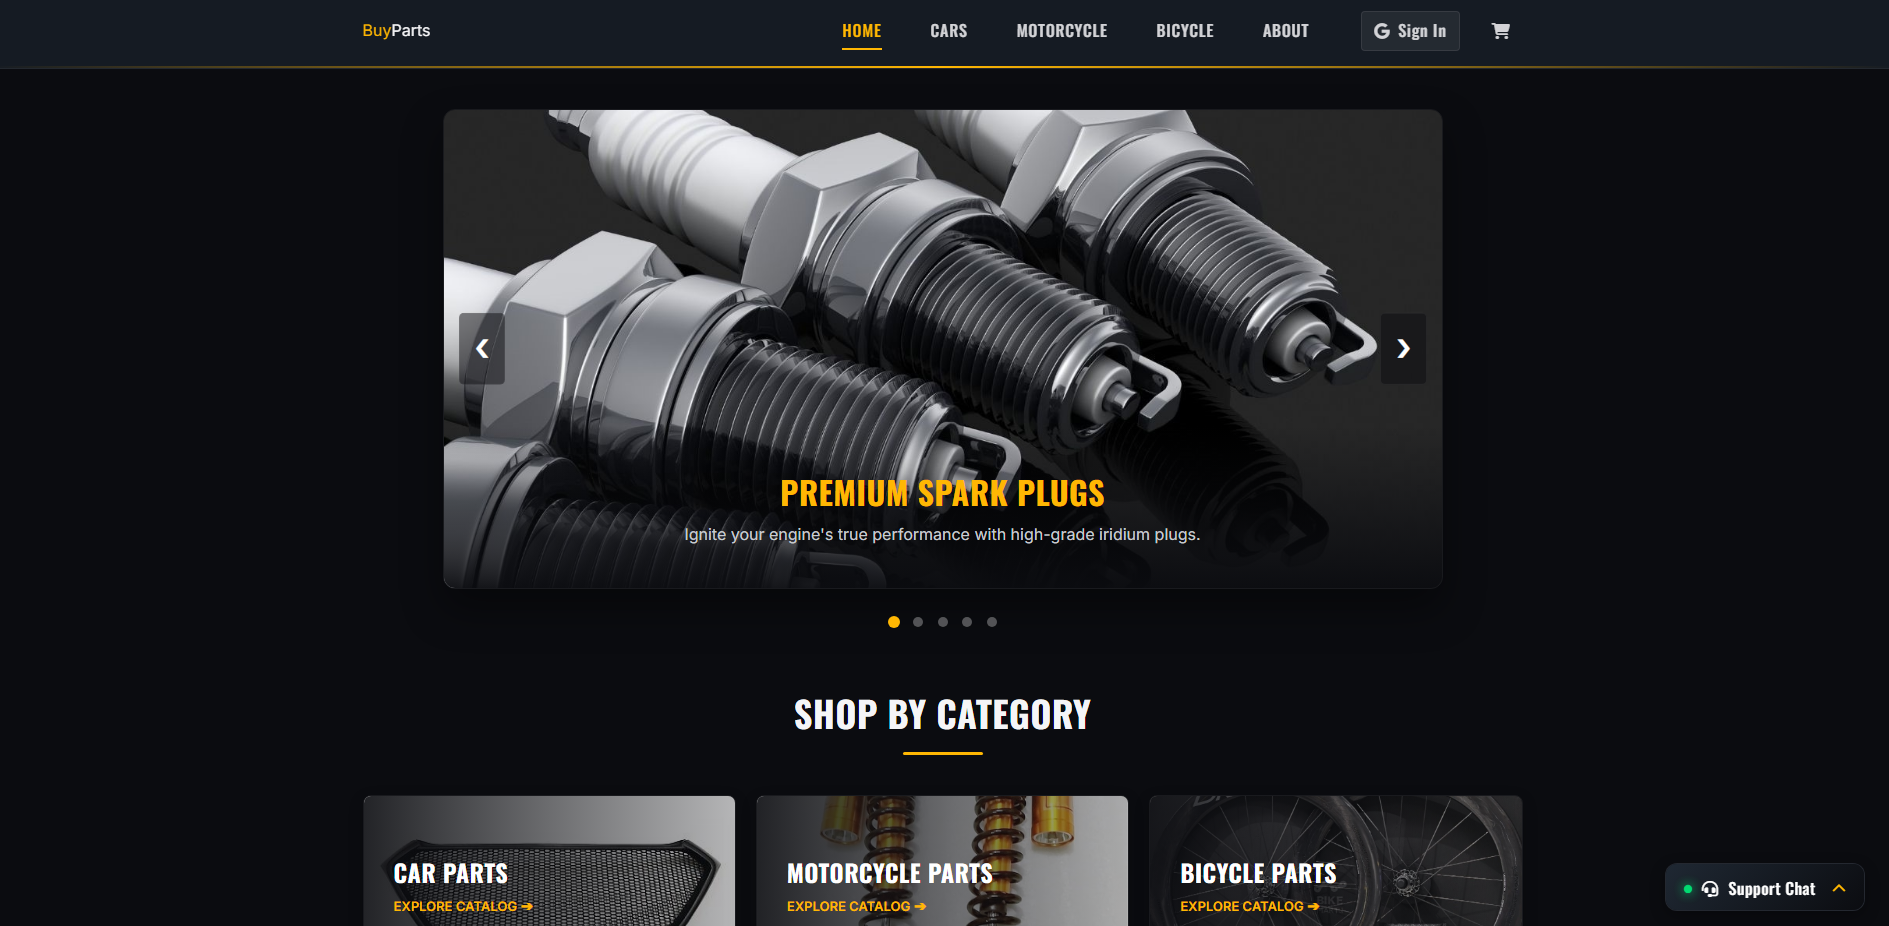 BuyParts
HOME
CARS
MOTORCYCLE
BICYCLE
ABOUT
Sign In
PREMIUM SPARK PLUGS
Ignite your engine's true performance with high-grade iridium plugs.
SHOP BY CATEGORY
CAR PARTS
EXPLORE CATALOG ➔
MOTORCYCLE PARTS
EXPLORE CATALOG ➔
BICYCLE PARTS
EXPLORE CATALOG ➔
Support Chat